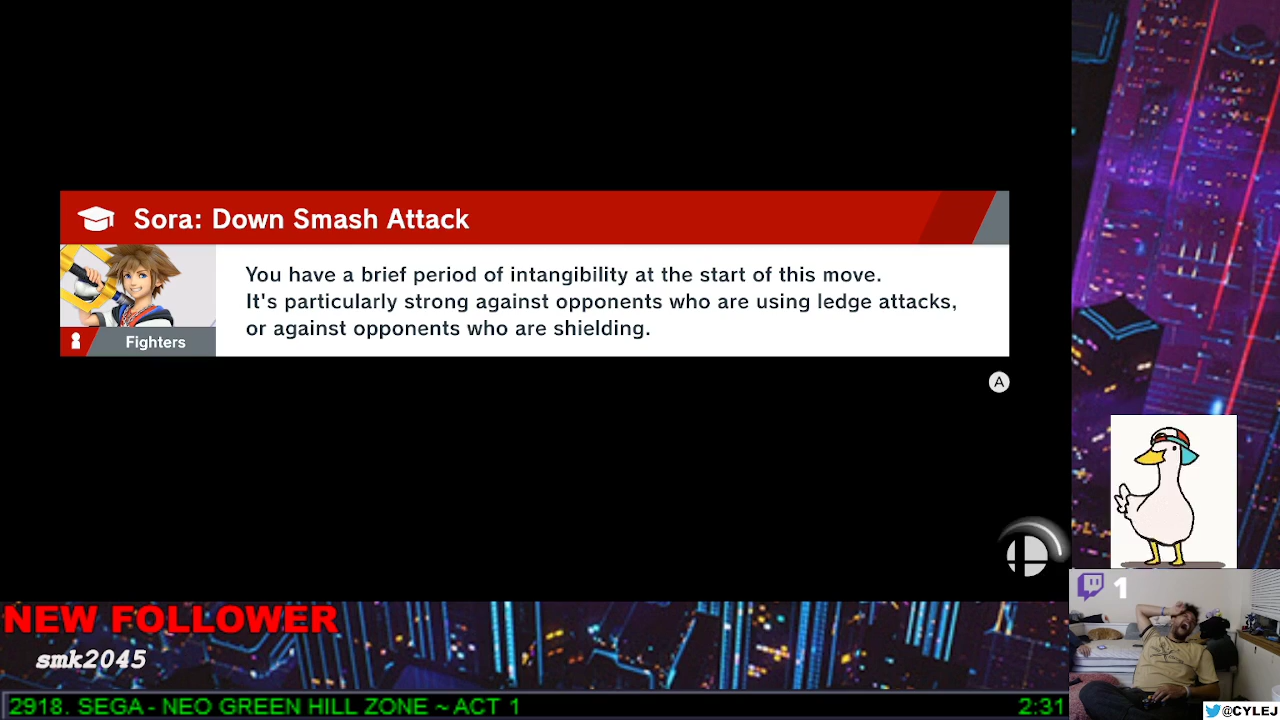 Sora: Down Smash Attack
You have a brief period of intangibility at the start of this move.
It's particularly strong against opponents who are using ledge attacks,
or against opponents who are shielding.
Fighters
A
1
NEW FOLLOWER
smk2045
2918. SEGA - NEO GREEN HILL ZONE ~ ACT 1
2:31
@CYLEJ